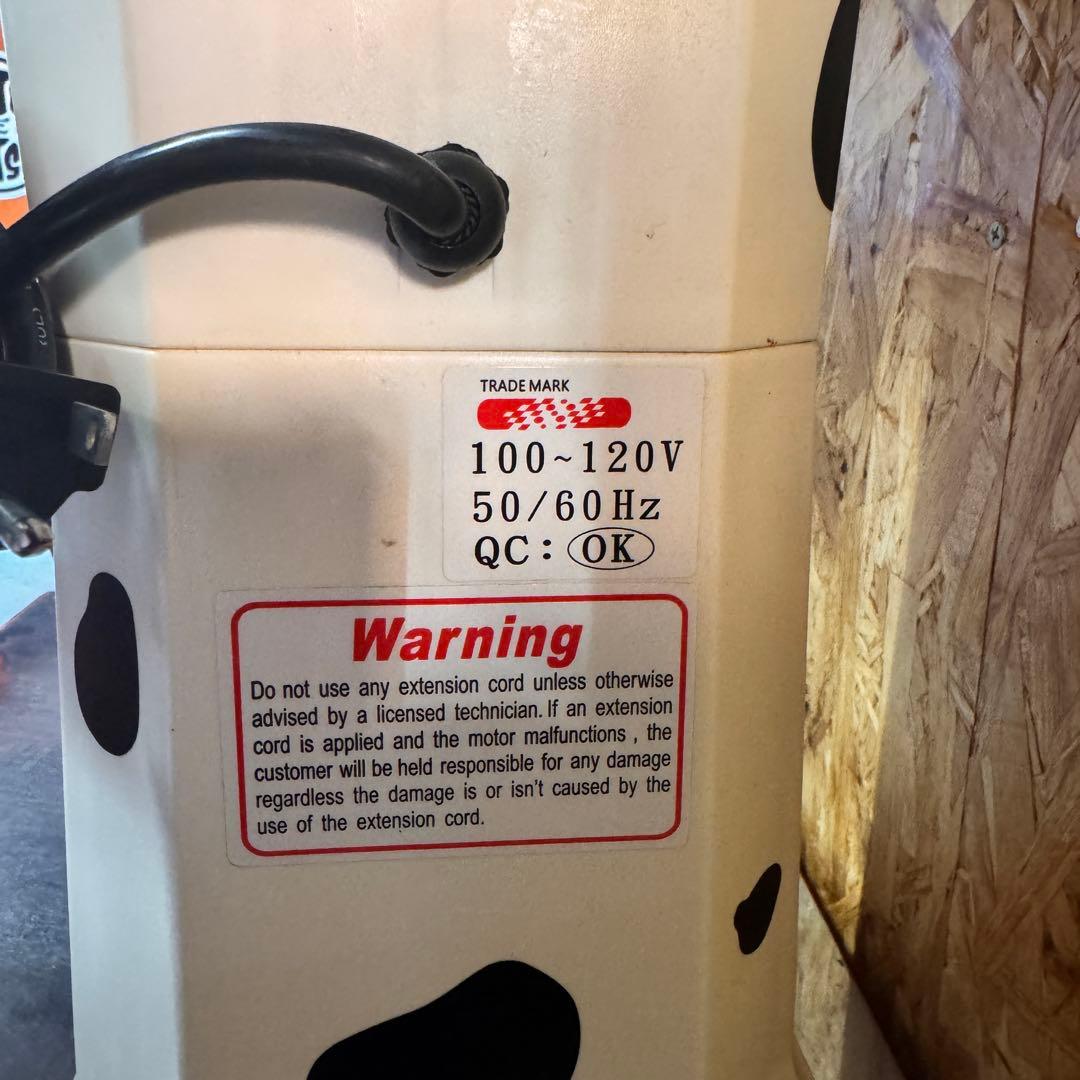 TRADE MARK
100~120V
50/60Hz
QC: OK
Warning
Do not use any extension cord unless otherwise
advised by a licensed technician. If an extension
cord is applied and the motor malfunctions , the
customer will be held responsible for any damage
regardless the damage is or isn't caused by the
use of the extension cord.